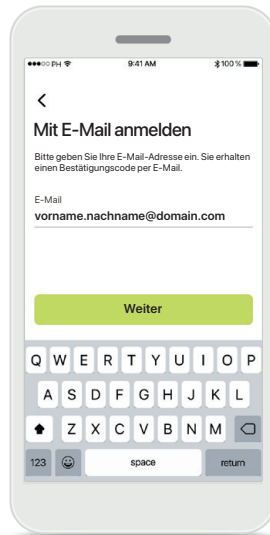 PH 9:41 AM 100 %
Mit E-Mail anmelden
Bitte geben Sie Ihre E-Mail-Adresse ein. Sie erhalten
einen Bestätigungscode per E-Mail.
E-Mail
vorname.nachname@domain.com
Weiter
Q W E R T Y U I O P
A S D F G H J K L
Z X C V B N M
123 space return